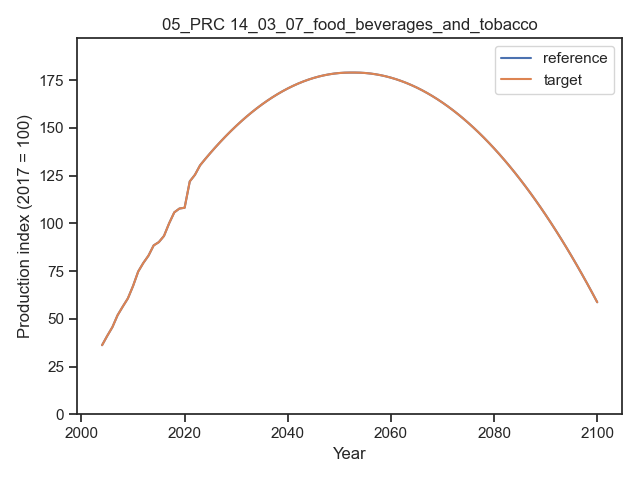 05_PRC 14_03_07_food_beverages_and_tobacco
reference
target
Production index (2017 = 100)
175
150
125
100
75
50
25
0
2000
2020
2040
2060
2080
2100
Year